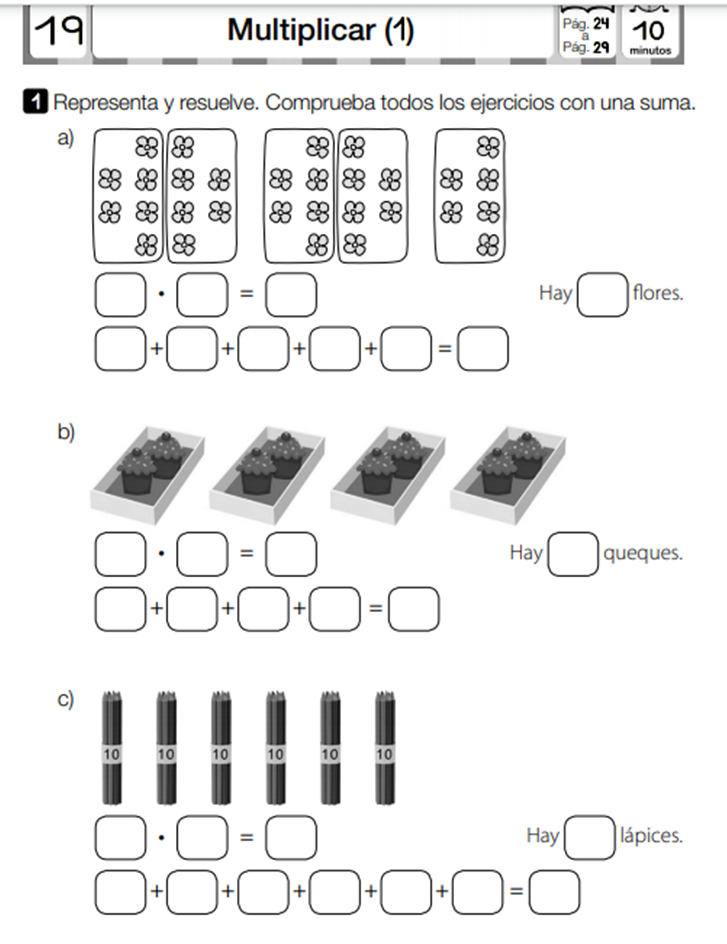 19 Multiplicar (1) Pág. 24 a Pág. 29 10 minutos
1 Representa y resuelve. Comprueba todos los ejercicios con una suma.
a)
· = Hay flores.
+ + + + =
b)
· = Hay queques.
+ + + =
c)
10 10 10 10 10 10
· = Hay lápices.
+ + + + + =